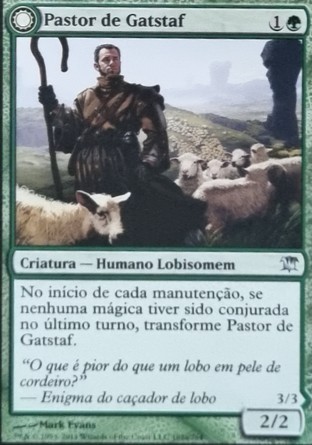 Pastor de Gatstaf 1
Criatura — Humano Lobisomem
No início de cada manutenção, se
nenhuma mágica tiver sido conjurada
no último turno, transforme Pastor de
Gatstaf.
“O que é pior do que um lobo em pele de
cordeiro?”
— Enigma do caçador de lobo
3/3
2/2
Mark Evans